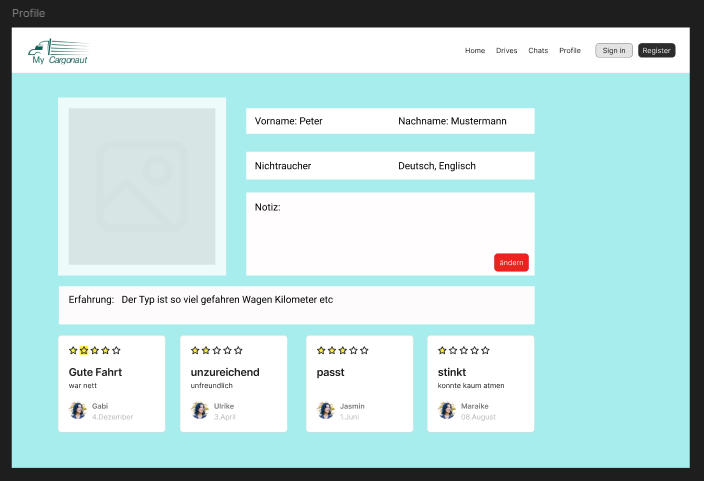 Profile
My Cargonaut
Home Drives Chats Profile Sign in Register
Vorname: Peter Nachname: Mustermann
Nichtraucher Deutsch, Englisch
Notiz:
ändern
Erfahrung: Der Typ ist so viel gefahren Wagen Kilometer etc
Gute Fahrt
war nett
Gabi
4.Dezember
unzureichend
unfreundlich
Ulrike
3.April
passt
Jasmin
1.Juni
stinkt
konnte kaum atmen
Maraike
08.August